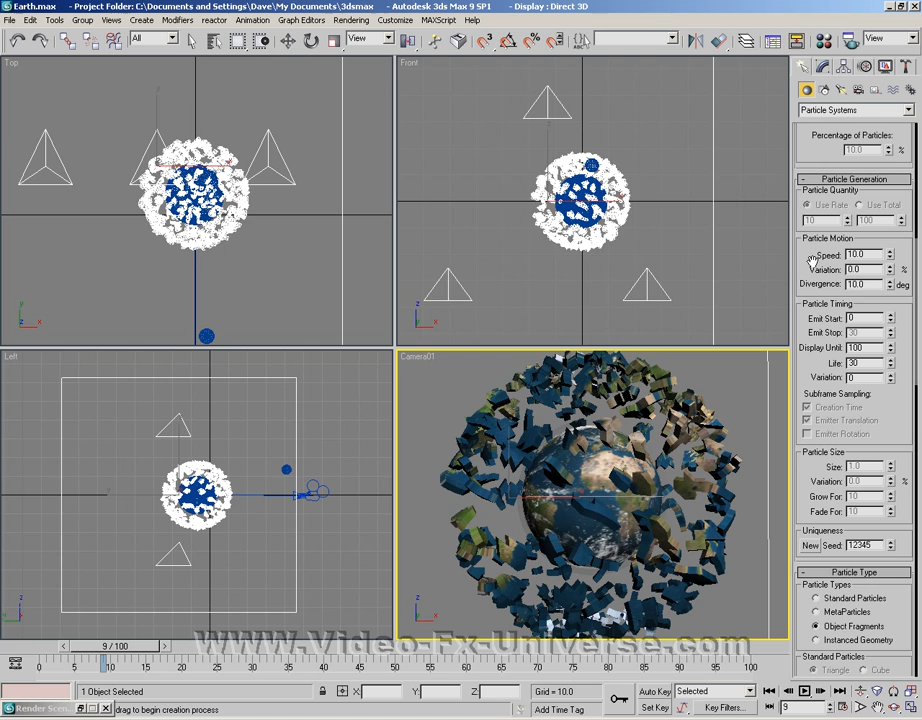 Earth.max - Project Folder: C:\Documents and Settings\Dave\My Documents\3dsmax - Autodesk 3ds Max 9 SP1 - Display : Direct 3D
File Edit Tools Group Views Create Modifiers reactor Animation Graph Editors Rendering Customize MAXScript Help
All View View
Top
Front
Left
Camera01
Particle Systems
Percentage of Particles:
10.0 %
Particle Generation
Particle Quantity
Use Rate Use Total
10 100
Particle Motion
Speed: 10.0
Variation: 0.0 %
Divergence: 10.0 deg
Particle Timing
Emit Start: 0
Emit Stop: 30
Display Until: 100
Life: 30
Variation: 0
Subframe Sampling:
Creation Time
Emitter Translation
Emitter Rotation
Particle Size
Size: 1.0
Variation: 0.0 %
Grow For: 10
Fade For: 10
Uniqueness
New Seed: 12345
Particle Type
Particle Types
Standard Particles
MetaParticles
Object Fragments
Instanced Geometry
Standard Particles
Triangle Cube
www.Video-Fx-Universe.com
9 / 100
0 5 10 15 20 25 30 35 40 45 50 55 60 65 70 75 80 85 90 95 100
1 Object Selected X: Y: Z: Grid = 10.0 Auto Key Selected
Render Scen... drag to begin creation process Add Time Tag Set Key Key Filters... 9